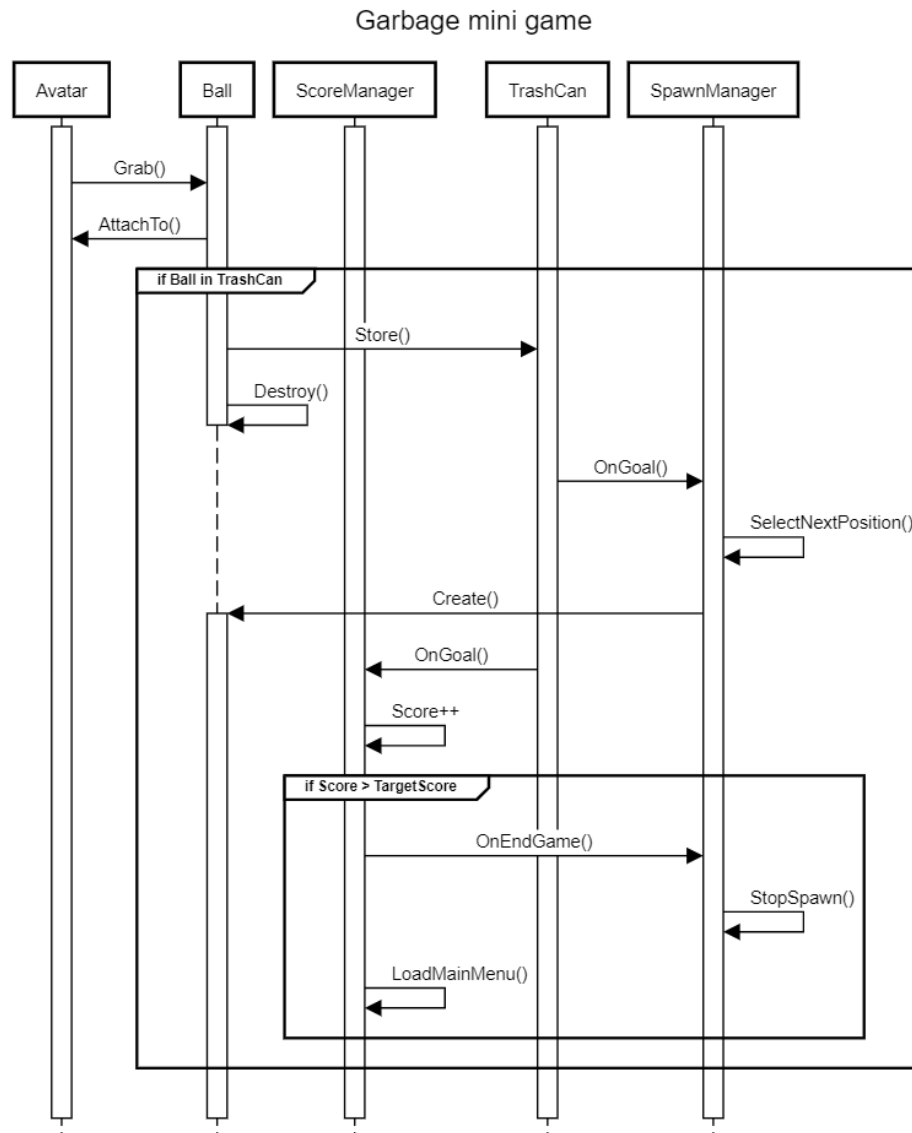 Garbage mini game
Avatar
Ball
ScoreManager
TrashCan
SpawnManager
Grab()
AttachTo()
if Ball in TrashCan
Store()
Destroy()
OnGoal()
SelectNextPosition()
Create()
OnGoal()
Score++
if Score > TargetScore
OnEndGame()
StopSpawn()
LoadMainMenu()